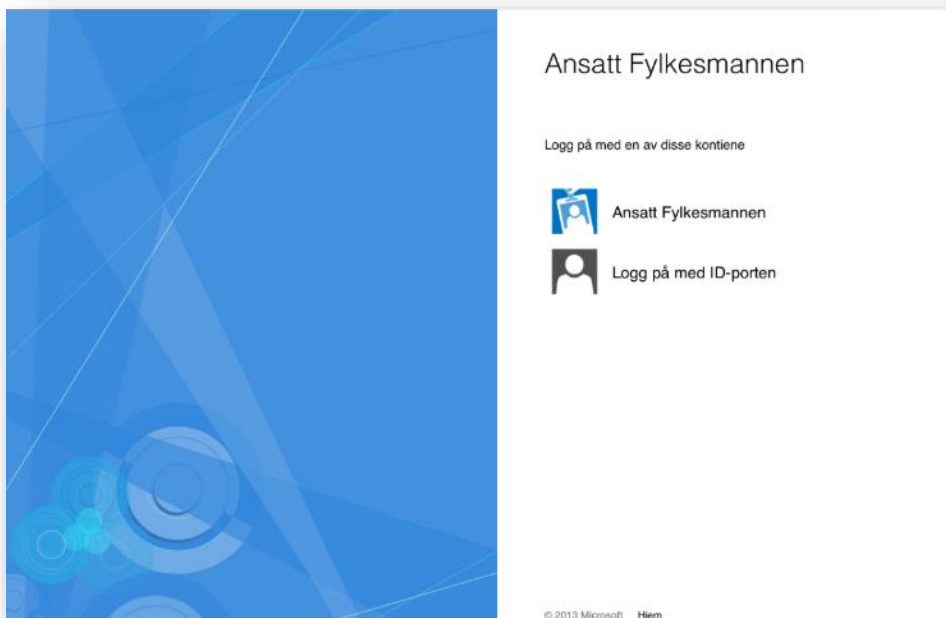 Ansatt Fylkesmannen
Logg på med en av disse kontiene
Ansatt Fylkesmannen
Logg på med ID-porten
© 2013 Microsoft Hjem